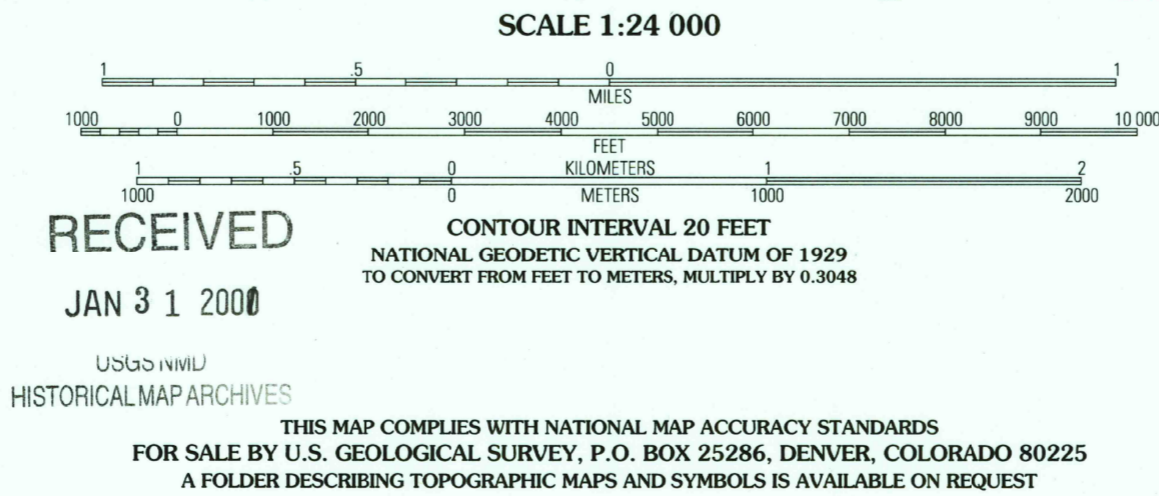 SCALE 1:24 000
1 .5 0 1
MILES
1000 0 1000 2000 3000 4000 5000 6000 7000 8000 9000 10 000
FEET
1 .5 0 KILOMETERS 1 2
1000 0 METERS 1000 2000
CONTOUR INTERVAL 20 FEET
NATIONAL GEODETIC VERTICAL DATUM OF 1929
TO CONVERT FROM FEET TO METERS, MULTIPLY BY 0.3048
RECEIVED
JAN 3 1
USGS NMD
HISTORICAL MAP ARCHIVES
THIS MAP COMPLIES WITH NATIONAL MAP ACCURACY STANDARDS
FOR SALE BY U.S. GEOLOGICAL SURVEY, P.O. BOX 25286, DENVER, COLORADO 80225
A FOLDER DESCRIBING TOPOGRAPHIC MAPS AND SYMBOLS IS AVAILABLE ON REQUEST